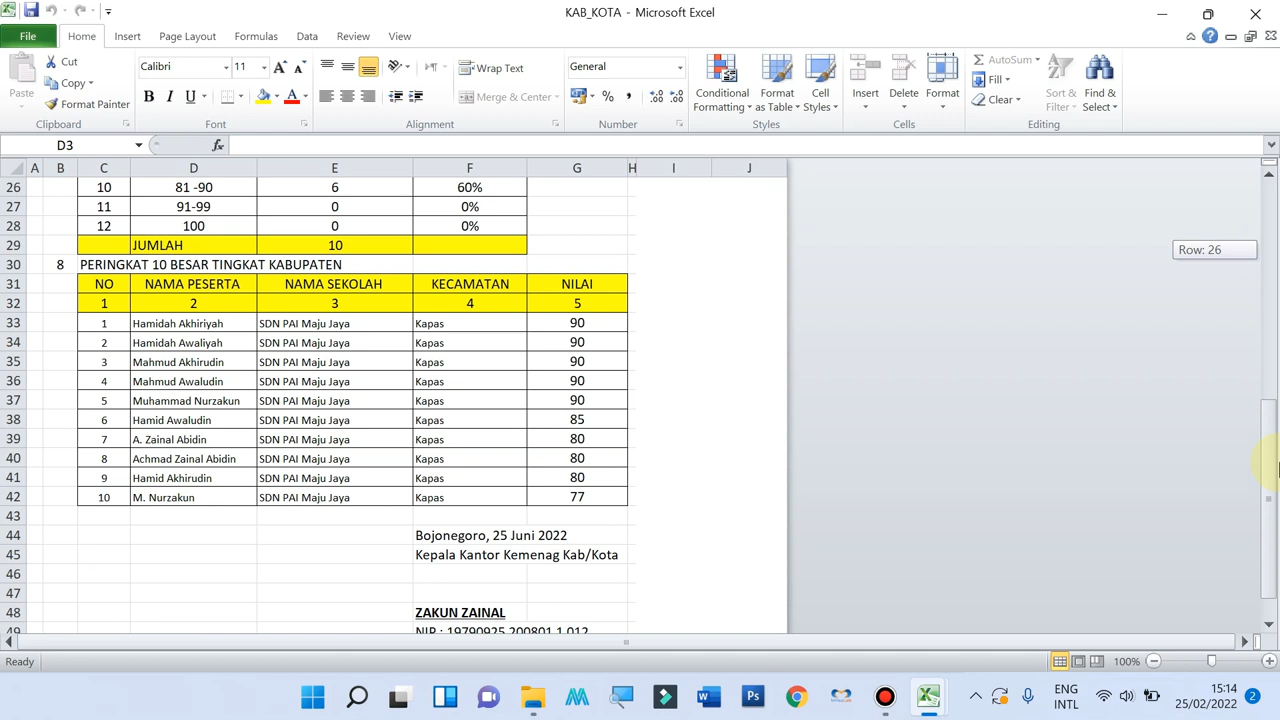 KAB_KOTA - Microsoft Excel
File Home Insert Page Layout Formulas Data Review View
Paste
Cut
Copy
Format Painter
Clipboard
Calibri 11
B I U
Font
Wrap Text
Merge & Center
Alignment
General
Number
Conditional Formatting
Format as Table
Cell Styles
Styles
Insert Delete Format
Cells
AutoSum
Fill
Clear
Sort & Filter
Find & Select
Editing
D3 fx
A B C D E F G H I J
26 10 81 -90 6 60%
27 11 91-99 0 0%
28 12 100 0 0%
29 JUMLAH 10
Row: 26
30 8 PERINGKAT 10 BESAR TINGKAT KABUPATEN
31 NO NAMA PESERTA NAMA SEKOLAH KECAMATAN NILAI
32 1 2 3 4 5
33 1 Hamidah Akhiriyah SDN PAI Maju Jaya Kapas 90
34 2 Hamidah Awaliyah SDN PAI Maju Jaya Kapas 90
35 3 Mahmud Akhirudin SDN PAI Maju Jaya Kapas 90
36 4 Mahmud Awaludin SDN PAI Maju Jaya Kapas 90
37 5 Muhammad Nurzakun SDN PAI Maju Jaya Kapas 90
38 6 Hamid Awaludin SDN PAI Maju Jaya Kapas 85
39 7 A. Zainal Abidin SDN PAI Maju Jaya Kapas 80
40 8 Achmad Zainal Abidin SDN PAI Maju Jaya Kapas 80
41 9 Hamid Akhirudin SDN PAI Maju Jaya Kapas 80
42 10 M. Nurzakun SDN PAI Maju Jaya Kapas 77
43
44 Bojonegoro, 25 Juni 2022
45 Kepala Kantor Kemenag Kab/Kota
46
47
48 ZAKUN ZAINAL
49 NIP : 19790925 200801 1 012
Ready 100%
ENG
INTL
15:14
25/02/2022
2